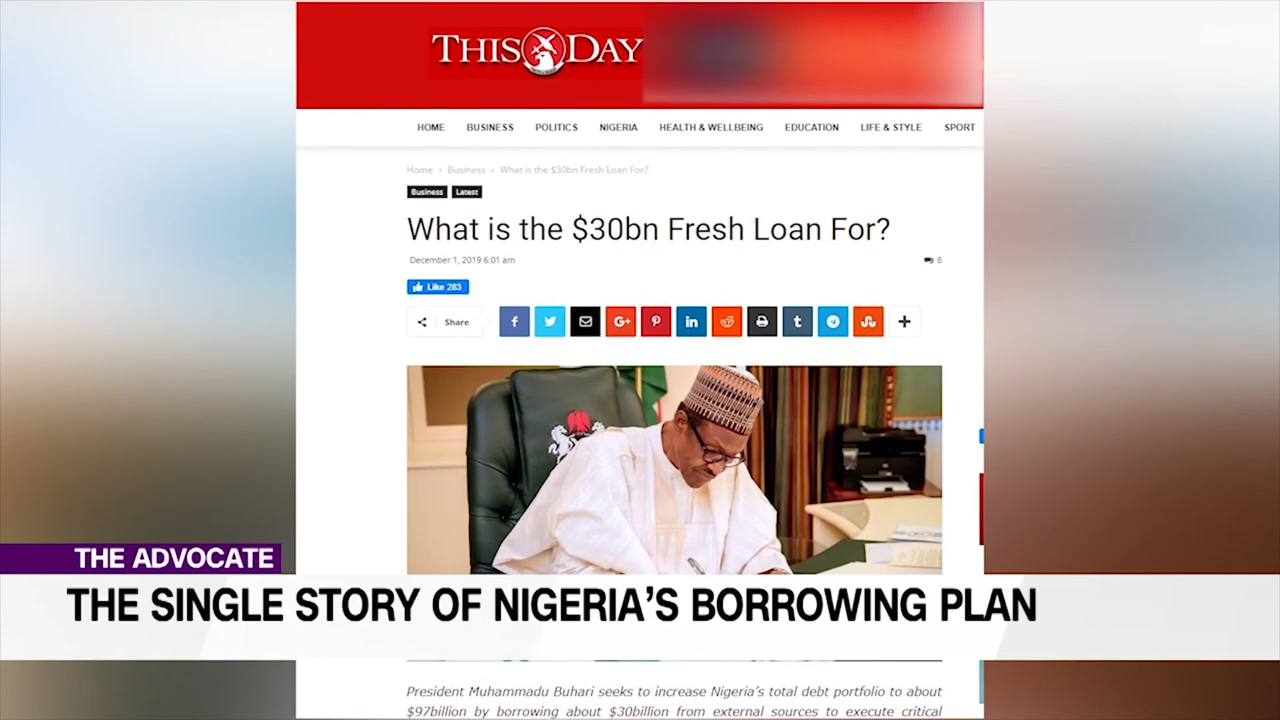 THISDAY
HOME BUSINESS POLITICS NIGERIA HEALTH & WELLBEING EDUCATION LIFE & STYLE SPORT
Home › Business › What is the $30bn Fresh Loan For?
Business Latest
What is the $30bn Fresh Loan For?
December 1, 2019 6:01 am 8
Like 283
Share f G+ in t +
THE ADVOCATE
THE SINGLE STORY OF NIGERIA'S BORROWING PLAN
President Muhammadu Buhari seeks to increase Nigeria's total debt portfolio to about
$97billion by borrowing about $30billion from external sources to execute critical